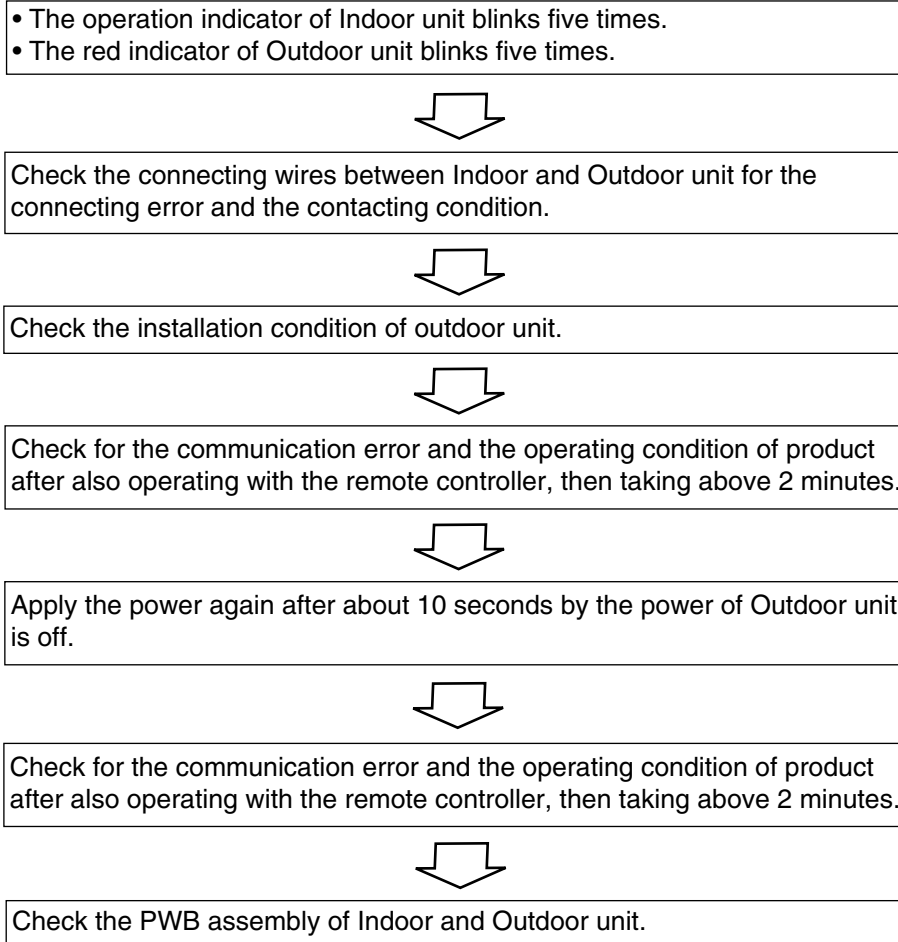 • The operation indicator of Indoor unit blinks five times.
• The red indicator of Outdoor unit blinks five times.
Check the connecting wires between Indoor and Outdoor unit for the
connecting error and the contacting condition.
Check the installation condition of outdoor unit.
Check for the communication error and the operating condition of product
after also operating with the remote controller, then taking above 2 minutes.
Apply the power again after about 10 seconds by the power of Outdoor unit
is off.
Check for the communication error and the operating condition of product
after also operating with the remote controller, then taking above 2 minutes.
Check the PWB assembly of Indoor and Outdoor unit.